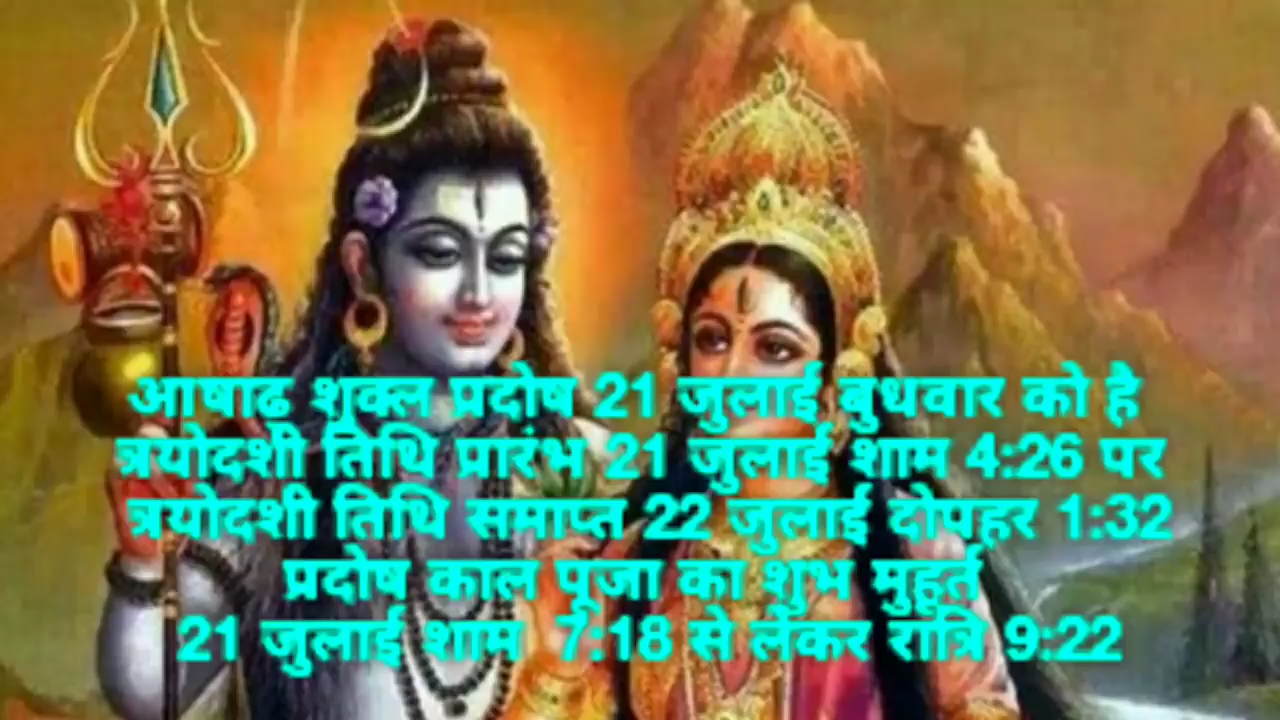 आषाढ़ शुक्ल प्रदोष 21 जुलाई बुधवार को है
त्रयोदशी तिथि प्रारंभ 21 जुलाई शाम 4:26 पर
त्रयोदशी तिथि समाप्त 22 जुलाई दोपहर 1:32
प्रदोष काल पूजा का शुभ मुहूर्त
21 जुलाई शाम 7:18 से लेकर रात्रि 9:22